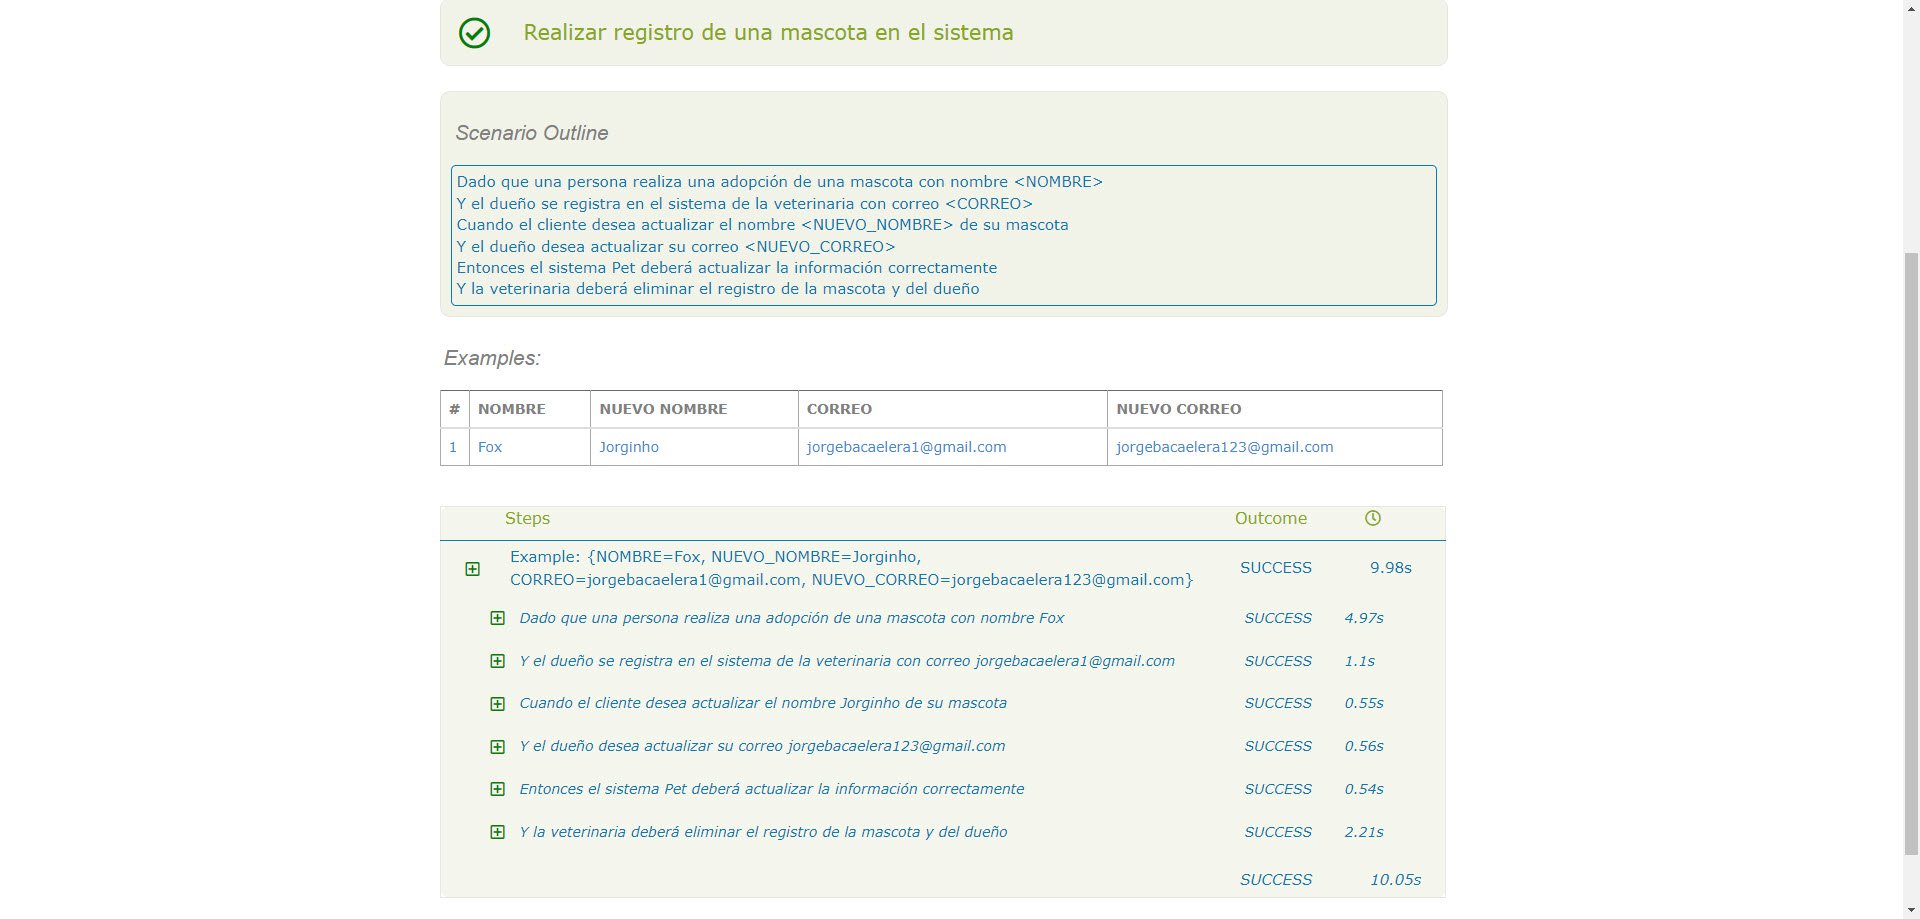 Realizar registro de una mascota en el sistema
Scenario Outline
Dado que una persona realiza una adopción de una mascota con nombre <NOMBRE>
Y el dueño se registra en el sistema de la veterinaria con correo <CORREO>
Cuando el cliente desea actualizar el nombre <NUEVO_NOMBRE> de su mascota
Y el dueño desea actualizar su correo <NUEVO_CORREO>
Entonces el sistema Pet deberá actualizar la información correctamente
Y la veterinaria deberá eliminar el registro de la mascota y del dueño
Examples:
# NOMBRE NUEVO NOMBRE CORREO NUEVO CORREO
1 Fox Jorginho jorgebacaelera1@gmail.com jorgebacaelera123@gmail.com
Steps Outcome
Example: {NOMBRE=Fox, NUEVO_NOMBRE=Jorginho,
CORREO=jorgebacaelera1@gmail.com, NUEVO_CORREO=jorgebacaelera123@gmail.com} SUCCESS 9.98s
Dado que una persona realiza una adopción de una mascota con nombre Fox SUCCESS 4.97s
Y el dueño se registra en el sistema de la veterinaria con correo jorgebacaelera1@gmail.com SUCCESS 1.1s
Cuando el cliente desea actualizar el nombre Jorginho de su mascota SUCCESS 0.55s
Y el dueño desea actualizar su correo jorgebacaelera123@gmail.com SUCCESS 0.56s
Entonces el sistema Pet deberá actualizar la información correctamente SUCCESS 0.54s
Y la veterinaria deberá eliminar el registro de la mascota y del dueño SUCCESS 2.21s
SUCCESS 10.05s